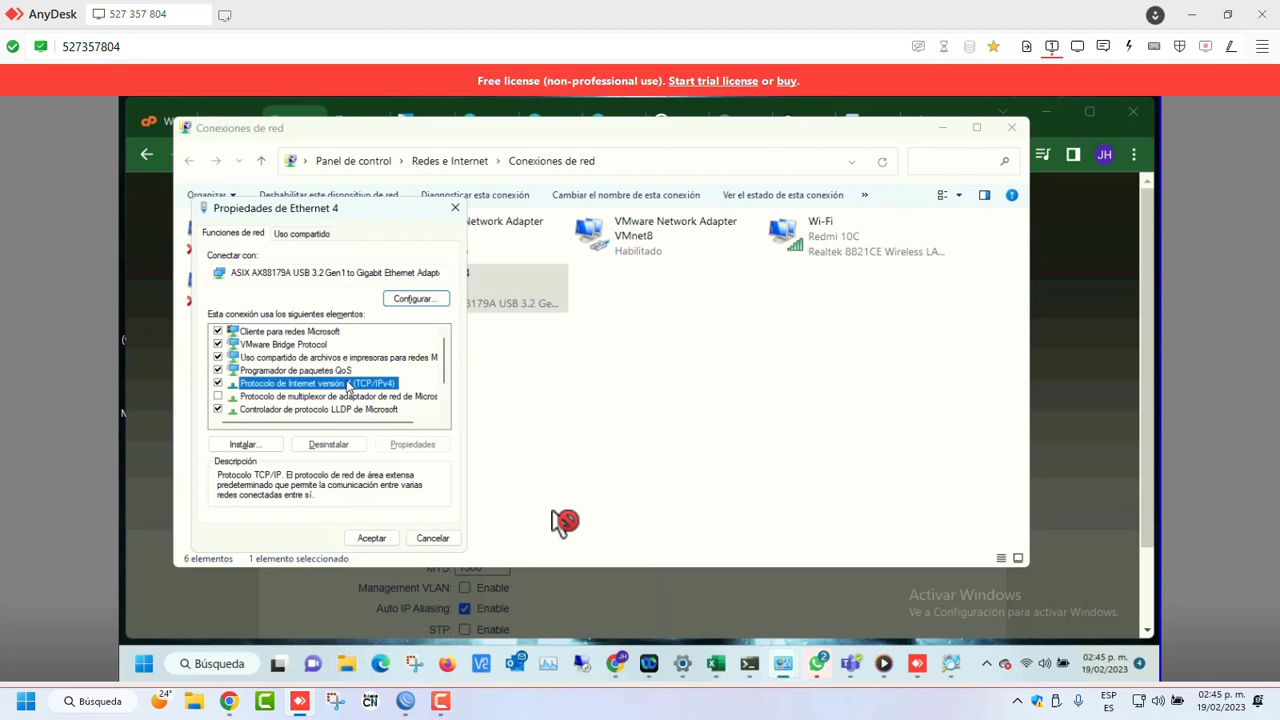 AnyDesk
527 357 804
527357804
Free license (non-professional use). Start trial license or buy.
Conexiones de red
JH
Panel de control
Redes e Internet
Conexiones de red
Organizar
Deshabilitar este dispositivo de red
Diagnosticar esta conexión
Cambiar el nombre de esta conexión
Ver el estado de esta conexión
»
Propiedades de Ethernet 4
Funciones de red
Uso compartido
Network Adapter
VMware Network Adapter
VMnet8
Habilitado
Wi-Fi
Redmi 10C
Realtek 8821CE Wireless LA...
Conectar con:
ASIX AX88179A USB 3.2 Gen1 to Gigabit Ethernet Adapte
4
8179A USB 3.2 Ge...
Configurar...
Esta conexión usa los siguientes elementos:
Cliente para redes Microsoft
VMware Bridge Protocol
Uso compartido de archivos e impresoras para redes M
Programador de paquetes QoS
Protocolo de Internet versión 4 (TCP/IPv4)
Protocolo de multiplexor de adaptador de red de Micros
Controlador de protocolo LLDP de Microsoft
Instalar...
Desinstalar
Propiedades
Descripción
Protocolo TCP/IP. El protocolo de red de área extensa
predeterminado que permite la comunicación entre varias
redes conectadas entre sí.
Aceptar
Cancelar
6 elementos
1 elemento seleccionado
Management VLAN:
Enable
Auto IP Aliasing:
Enable
STP:
Enable
Activar Windows
Ve a Configuración para activar Windows.
Búsqueda
02:45 p. m.
19/02/2023
24°
Búsqueda
ESP
ES
02:45 p. m.
19/02/2023